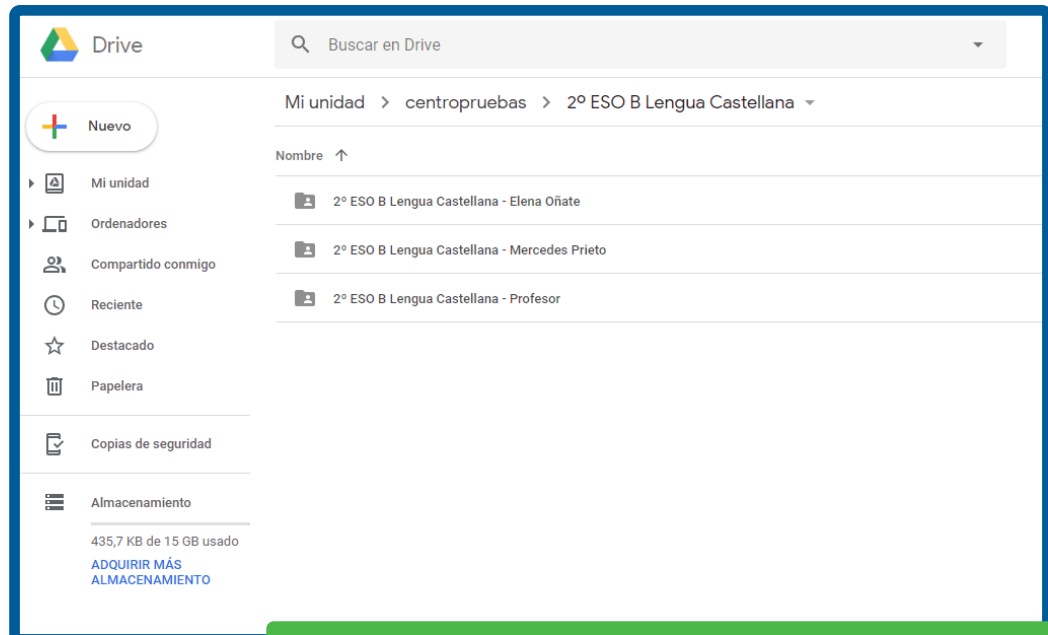 Drive
Buscar en Drive
Mi unidad > centropruebas > 2º ESO B Lengua Castellana
Nuevo
Nombre ↑
Mi unidad
2º ESO B Lengua Castellana - Elena Oñate
Ordenadores
2º ESO B Lengua Castellana - Mercedes Prieto
Compartido conmigo
Reciente
2º ESO B Lengua Castellana - Profesor
Destacado
Papelera
Copias de seguridad
Almacenamiento
435,7 KB de 15 GB usado
ADQUIRIR MÁS
ALMACENAMIENTO